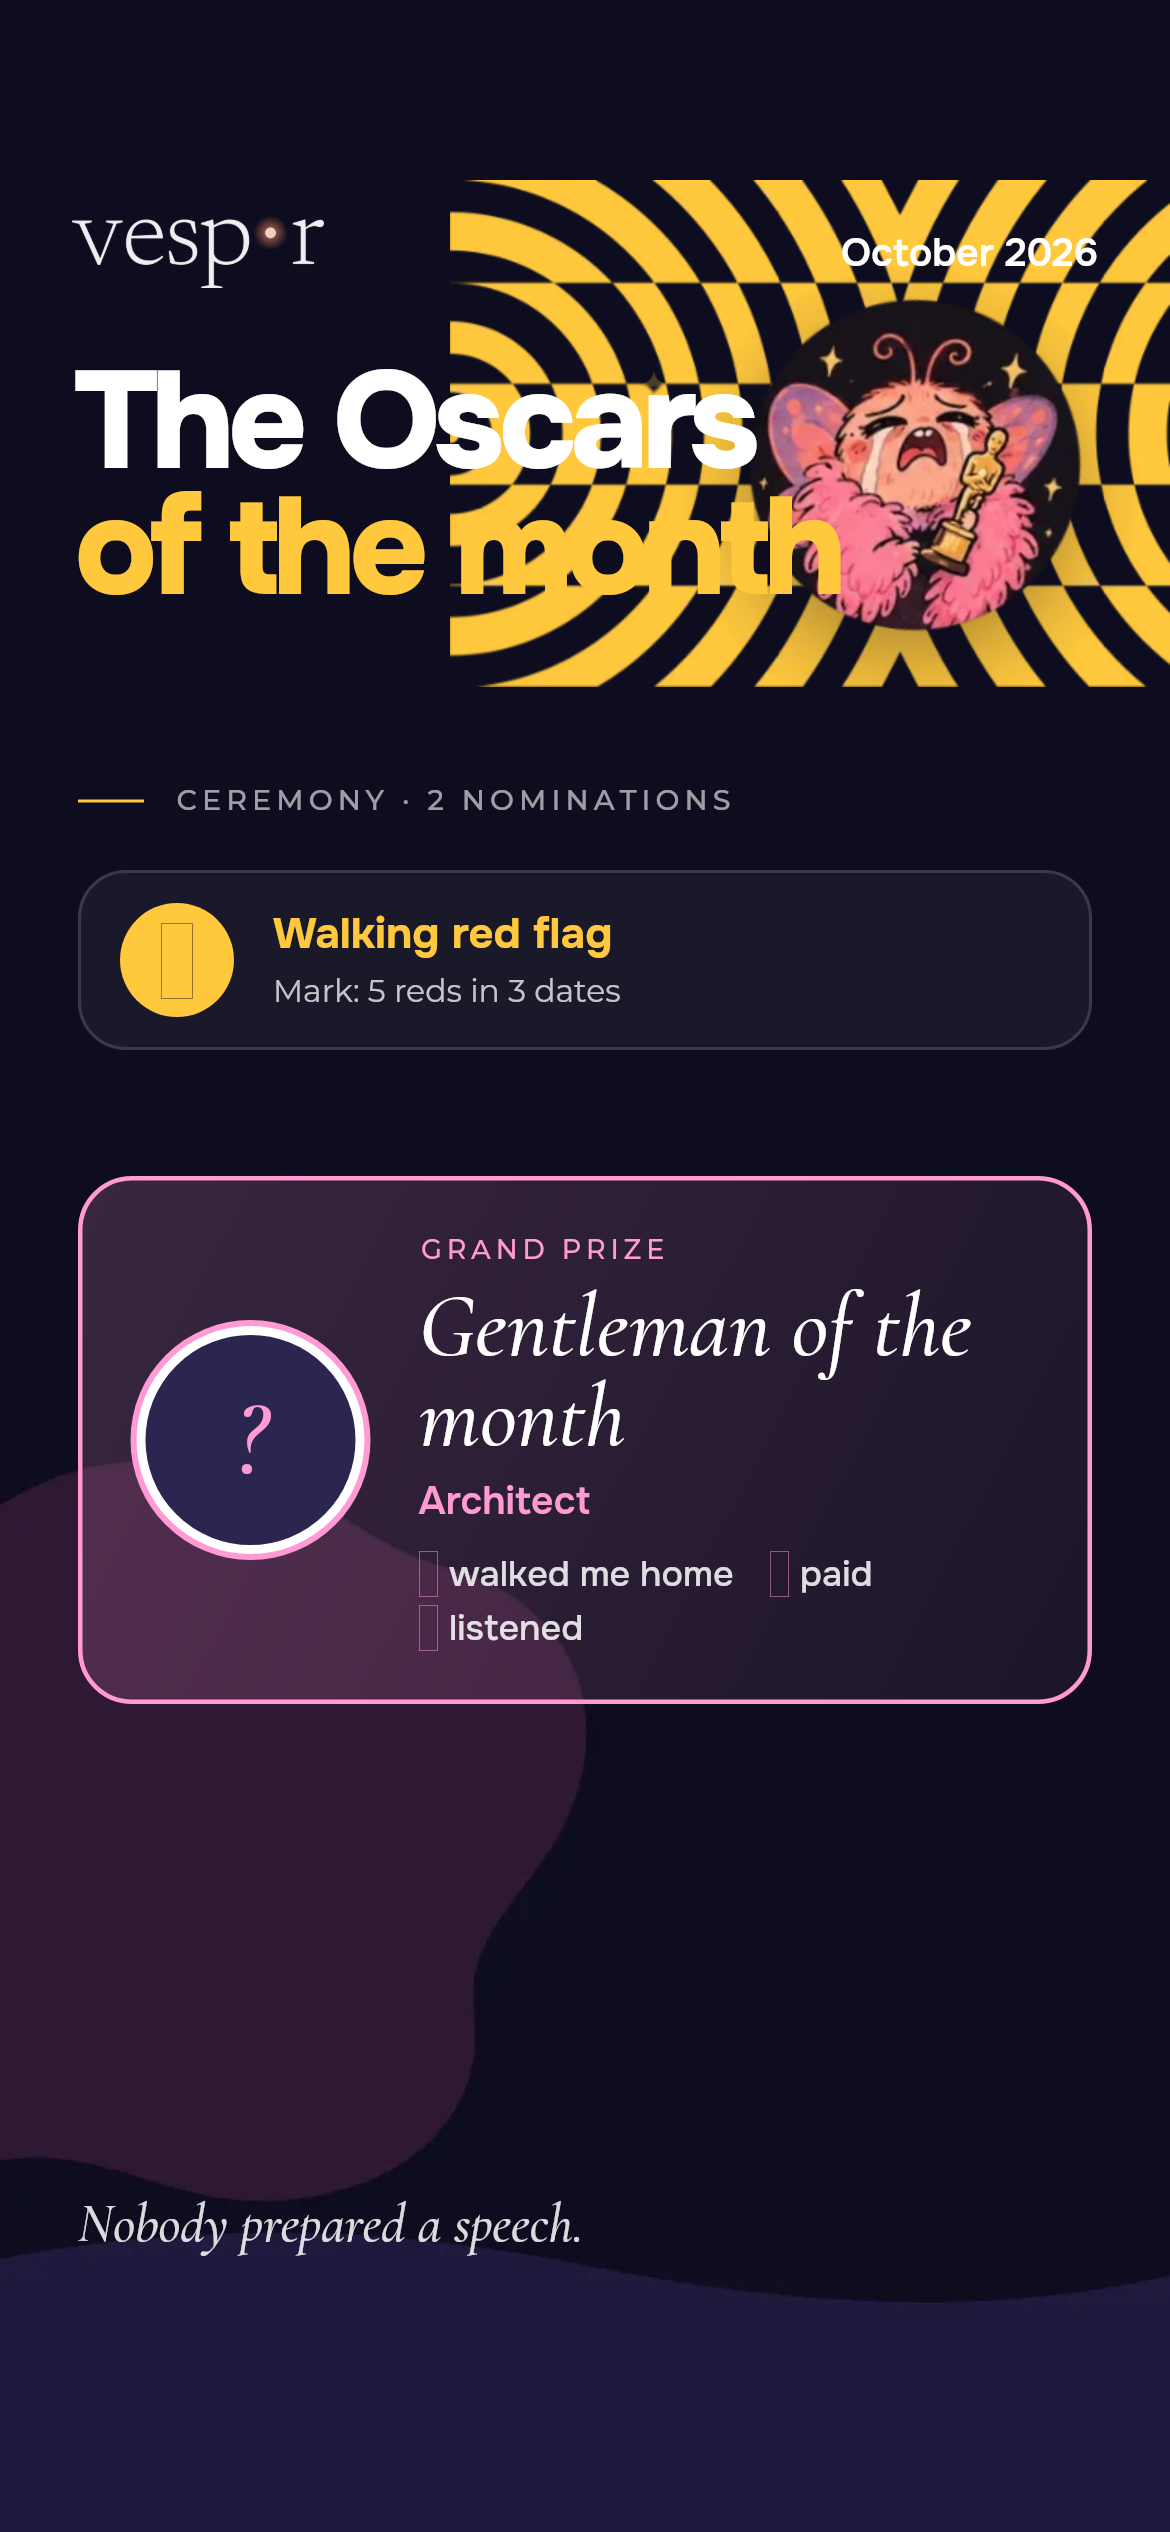 vesp•r
October 2026
The Oscars
of the month
CEREMONY · 2 NOMINATIONS
Walking red flag
Mark: 5 reds in 3 dates
GRAND PRIZE
Gentleman of the
month
?
Architect
walked me home paid
listened
Nobody prepared a speech.